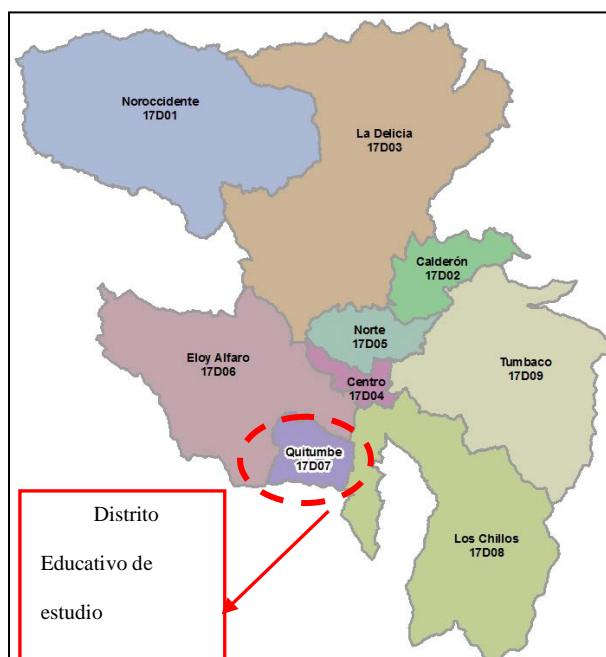 Noroccidente
17D01
La Delicia
17D03
Calderón
17D02
Norte
17D05
Eloy Alfaro
17D06
Centro
17D04
Tumbaco
17D09
Quitumbe
17D07
Los Chillos
17D08
Distrito
Educativo de
estudio